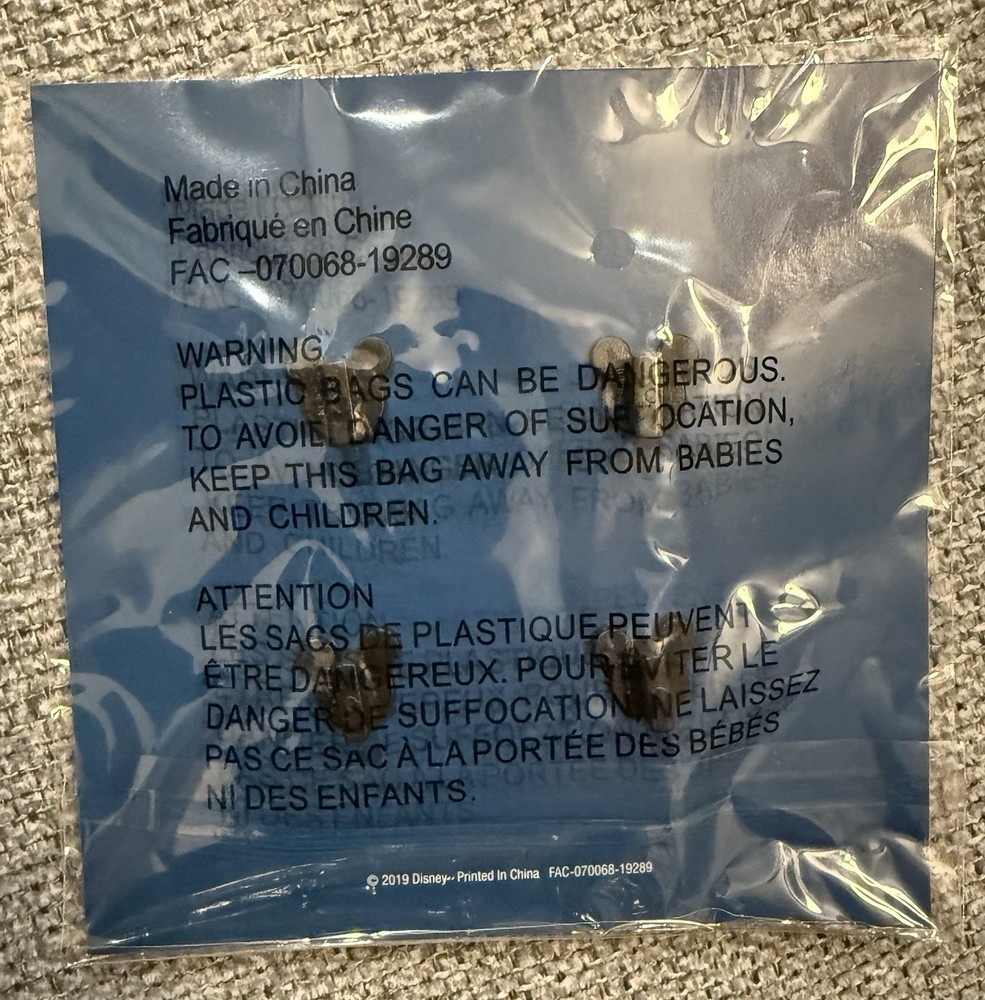 Made in China
Fabriqué en Chine
FAC –070068-19289
WARNING
PLASTIC BAGS CAN BE DANGEROUS.
TO AVOID DANGER OF SUFFOCATION,
KEEP THIS BAG AWAY FROM BABIES
AND CHILDREN.
ATTENTION
LES SACS DE PLASTIQUE PEUVENT
ÊTRE DANGEREUX. POUR ÉVITER LE
DANGER DE SUFFOCATION, NE LAISSEZ
PAS CE SAC À LA PORTÉE DES BÉBÉS
NI DES ENFANTS.
© 2019 Disney-- Printed In China FAC-070068-19289